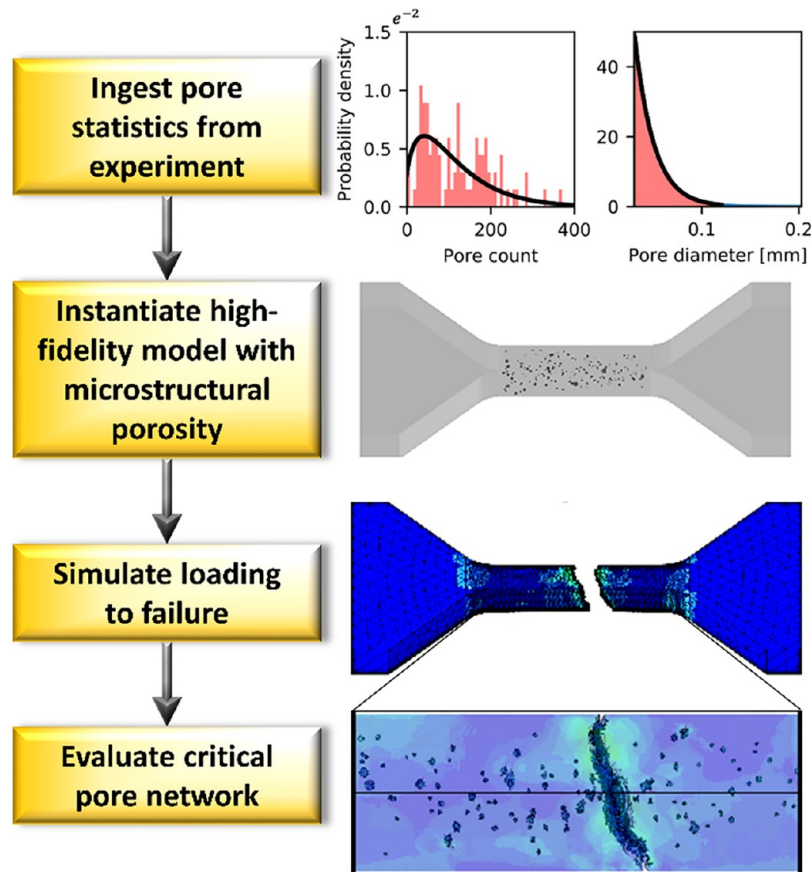 Ingest pore
statistics from
experiment
Instantiate high-
fidelity model with
microstructural
porosity
Simulate loading
to failure
Evaluate critical
pore network
e⁻²
1.5
1.0
0.5
0.0
Probability density
0
200
400
Pore count
40
20
0
0.1
0.2
Pore diameter [mm]